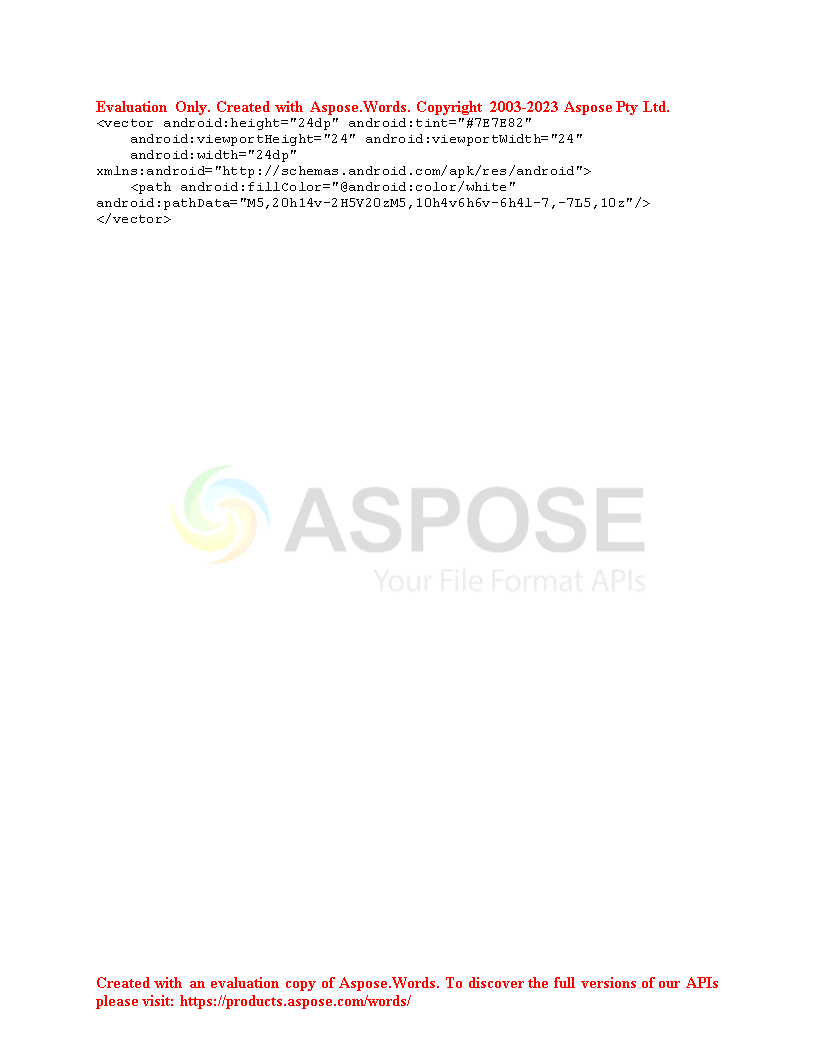 Evaluation Only. Created with Aspose.Words. Copyright 2003-2023 Aspose Pty Ltd.
<vector android:height="24dp" android:tint="#7E7E82"
    android:viewportHeight="24" android:viewportWidth="24"
    android:width="24dp"
xmlns:android="http://schemas.android.com/apk/res/android">
    <path android:fillColor="@android:color/white"
android:pathData="M5,20h14v-2H5V20zM5,10h4v6h6v-6h4l-7,-7L5,10z"/>
</vector>
ASPOSE
Your File Format APIs
Created with an evaluation copy of Aspose.Words. To discover the full versions of our APIs
please visit: https://products.aspose.com/words/